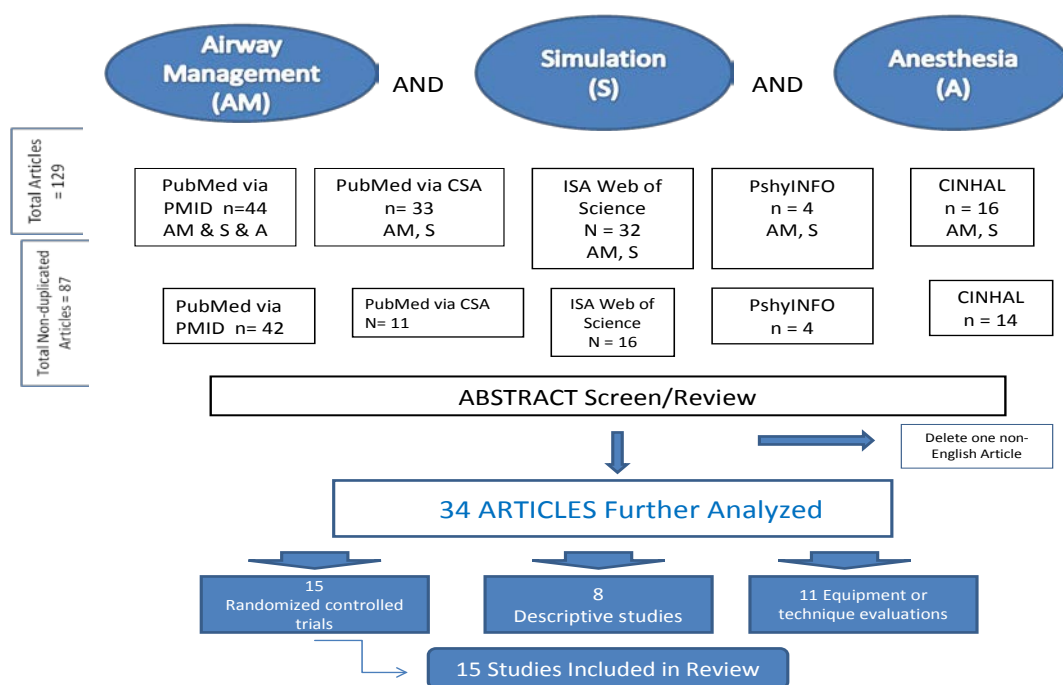 Airway
Management
(AM)
AND
Simulation
(S)
AND
Anesthesia
(A)
Total Articles
= 129
PubMed via
PMID n=44
AM & S & A
PubMed via CSA
n= 33
AM, S
ISA Web of
Science
N = 32
AM, S
PshyINFO
n = 4
AM, S
CINHAL
n = 16
AM, S
Total Non-duplicated
Articles = 87
PubMed via
PMID n= 42
PubMed via CSA
N= 11
ISA Web of
Science
N = 16
PshyINFO
n = 4
CINHAL
n = 14
ABSTRACT Screen/Review
Delete one non-
English Article
34 ARTICLES Further Analyzed
15
Randomized controlled
trials
8
Descriptive studies
11 Equipment or
technique evaluations
15 Studies Included in Review